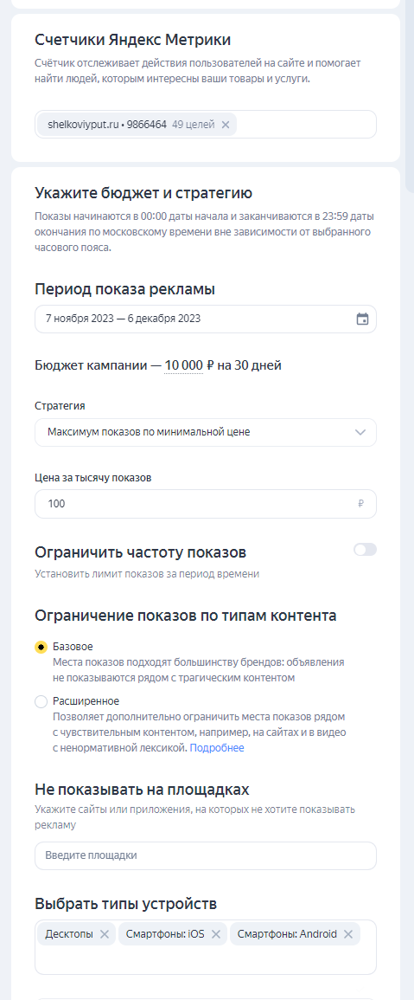 Счетчики Яндекс Метрики
Счётчик отслеживает действия пользователей на сайте и помогает
найти людей, которым интересны ваши товары и услуги.
shelkoviyput.ru • 9866464 49 целей
Укажите бюджет и стратегию
Показы начинаются в 00:00 даты начала и заканчиваются в 23:59 даты
окончания по московскому времени вне зависимости от выбранного
часового пояса.
Период показа рекламы
7 ноября 2023 — 6 декабря 2023
Бюджет кампании — 10 000 ₽ на 30 дней
Стратегия
Максимум показов по минимальной цене
Цена за тысячу показов
100 ₽
Ограничить частоту показов
Установить лимит показов за период времени
Ограничение показов по типам контента
Базовое
Места показов подходят большинству брендов: объявления
не показываются рядом с трагическим контентом
Расширенное
Позволяет дополнительно ограничить места показов рядом
с чувствительным контентом, например, на сайтах и в видео
с ненормативной лексикой. Подробнее
Не показывать на площадках
Укажите сайты или приложения, на которых не хотите показывать
рекламу
Введите площадки
Выбрать типы устройств
Десктопы Смартфоны: iOS Смартфоны: Android